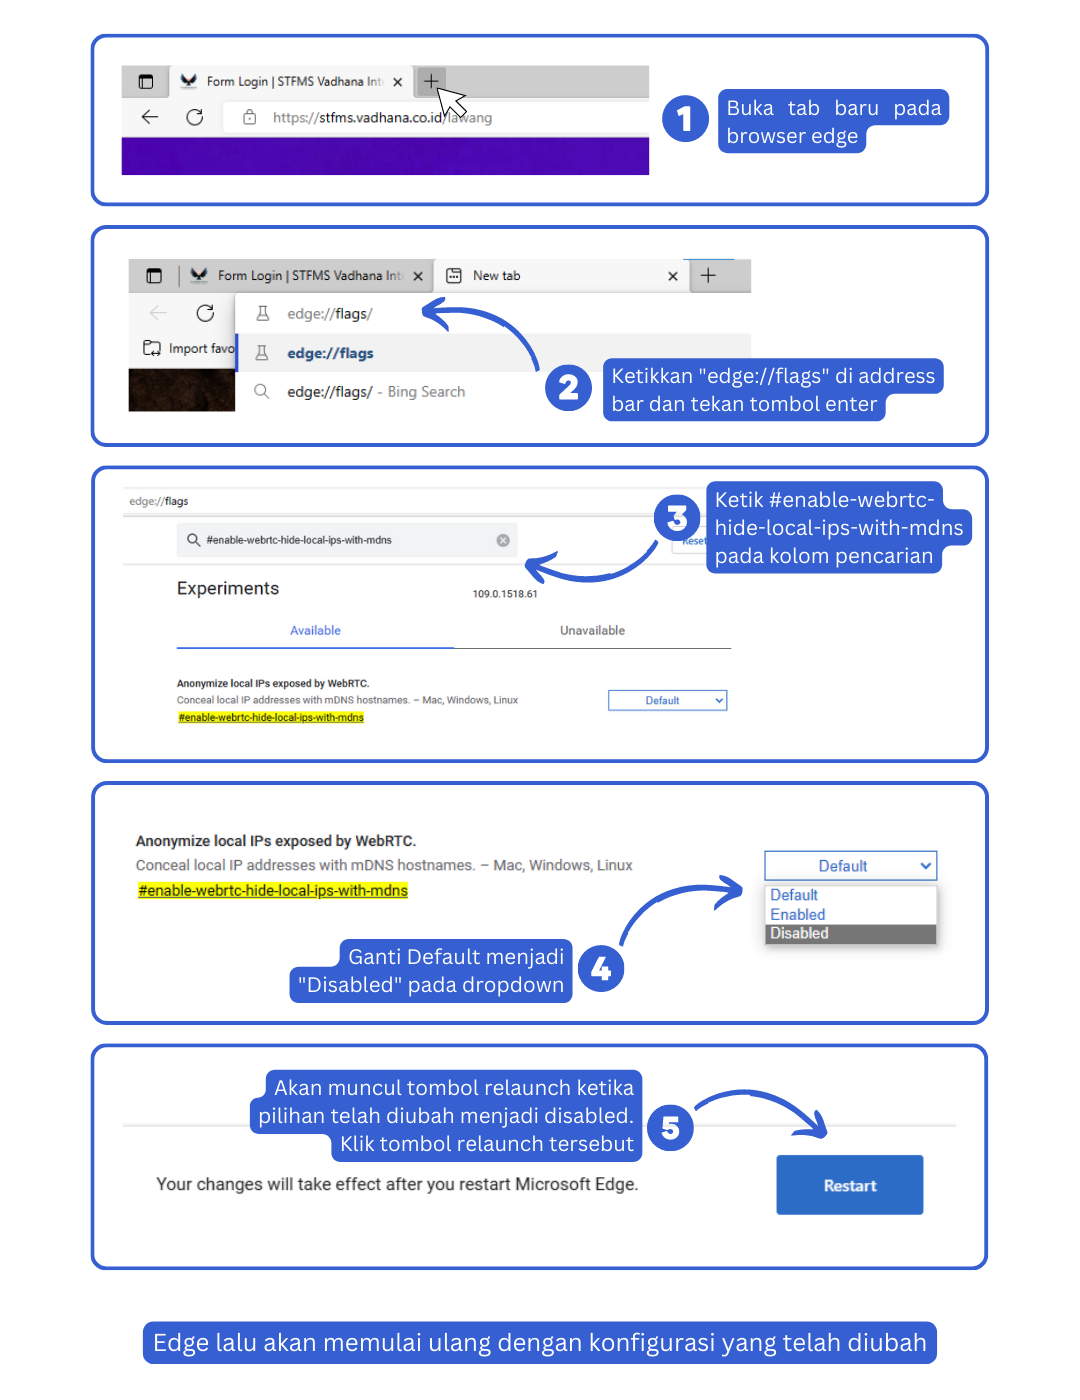 Form Login | STFMS Vadhana Int
https://stfms.vadhana.co.id/lawang
1
Buka tab baru pada
browser edge
Form Login | STFMS Vadhana Int
New tab
edge://flags/
Import favo
edge://flags
edge://flags/ - Bing Search
2
Ketikkan "edge://flags" di address
bar dan tekan tombol enter
edge://flags
#enable-webrtc-hide-local-ips-with-mdns
Reset
3
Ketik #enable-webrtc-
hide-local-ips-with-mdns
pada kolom pencarian
Experiments
109.0.1518.61
Available
Unavailable
Anonymize local IPs exposed by WebRTC.
Conceal local IP addresses with mDNS hostnames. – Mac, Windows, Linux
#enable-webrtc-hide-local-ips-with-mdns
Default
Anonymize local IPs exposed by WebRTC.
Conceal local IP addresses with mDNS hostnames. – Mac, Windows, Linux
#enable-webrtc-hide-local-ips-with-mdns
Default
Default
Enabled
Disabled
Ganti Default menjadi
"Disabled" pada dropdown
4
Akan muncul tombol relaunch ketika
pilihan telah diubah menjadi disabled.
Klik tombol relaunch tersebut
5
Your changes will take effect after you restart Microsoft Edge.
Restart
Edge lalu akan memulai ulang dengan konfigurasi yang telah diubah